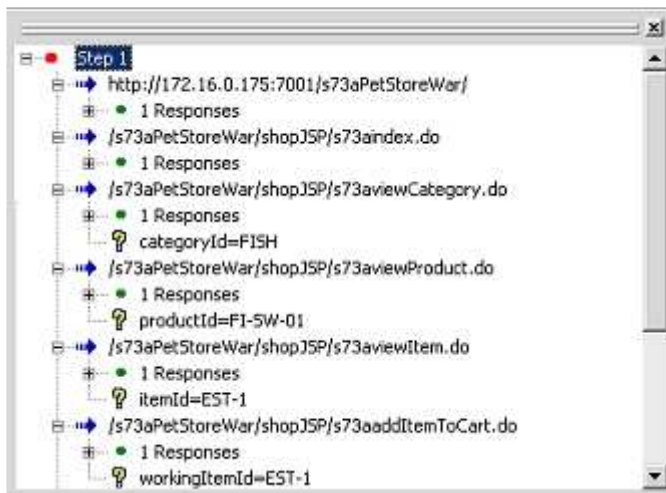 Step 1
http://172.16.0.175:7001/s73aPetStoreWar/
1 Responses
/s73aPetStoreWar/shopJSP/s73aindex.do
1 Responses
/s73aPetStoreWar/shopJSP/s73aviewCategory.do
1 Responses
categoryId=FISH
/s73aPetStoreWar/shopJSP/s73aviewProduct.do
1 Responses
productId=FI-SW-01
/s73aPetStoreWar/shopJSP/s73aviewItem.do
1 Responses
itemId=EST-1
/s73aPetStoreWar/shopJSP/s73aaddItemToCart.do
1 Responses
workingItemId=EST-1